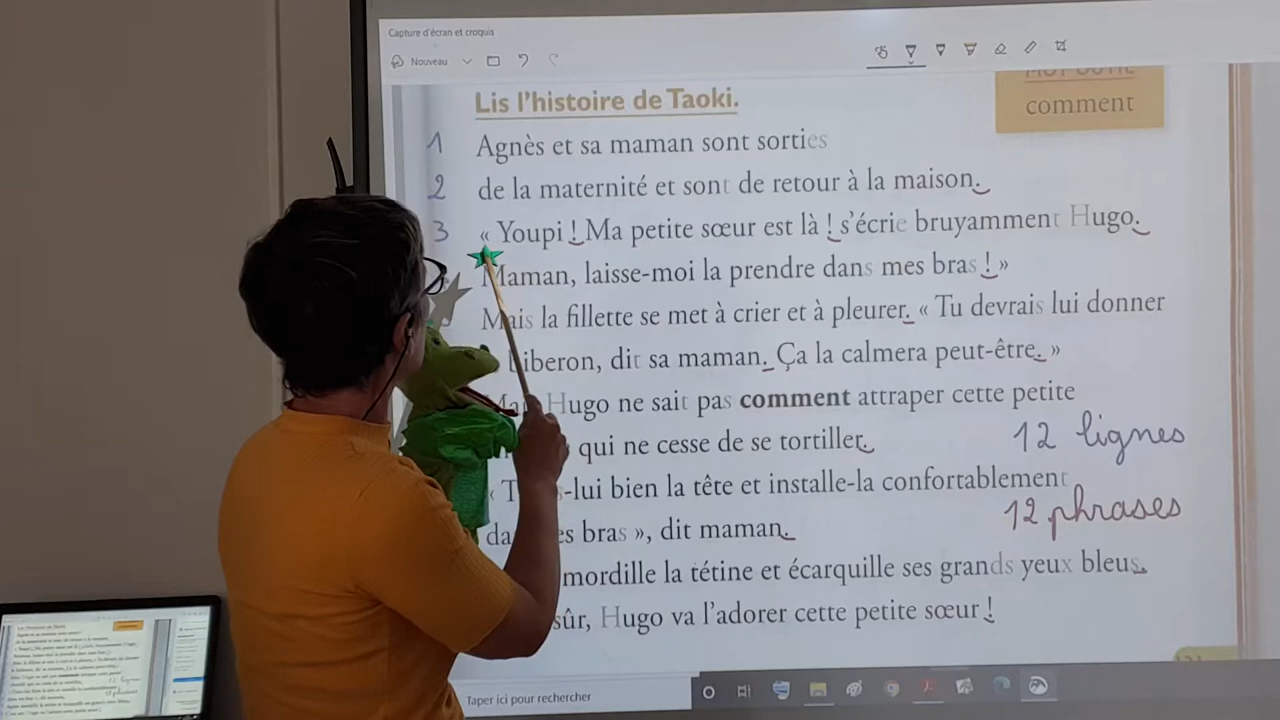 Capture d'écran et croquis
Nouveau
Lis l'histoire de Taoki.
comment
1 Agnès et sa maman sont sorties
2 de la maternité et sont de retour à la maison.
3 « Youpi ! Ma petite sœur est là ! s'écrie bruyamment Hugo.
Maman, laisse-moi la prendre dans mes bras ! »
Mais la fillette se met à crier et à pleurer. « Tu devrais lui donner
biberon, dit sa maman. Ça la calmera peut-être. »
Hugo ne sait pas comment attraper cette petite
qui ne cesse de se tortiller.
12 lignes
« -lui bien la tête et installe-la confortablement
12 phrases
bras », dit maman.
mordille la tétine et écarquille ses grands yeux bleus.
sûr, Hugo va l'adorer cette petite sœur !
Taper ici pour rechercher